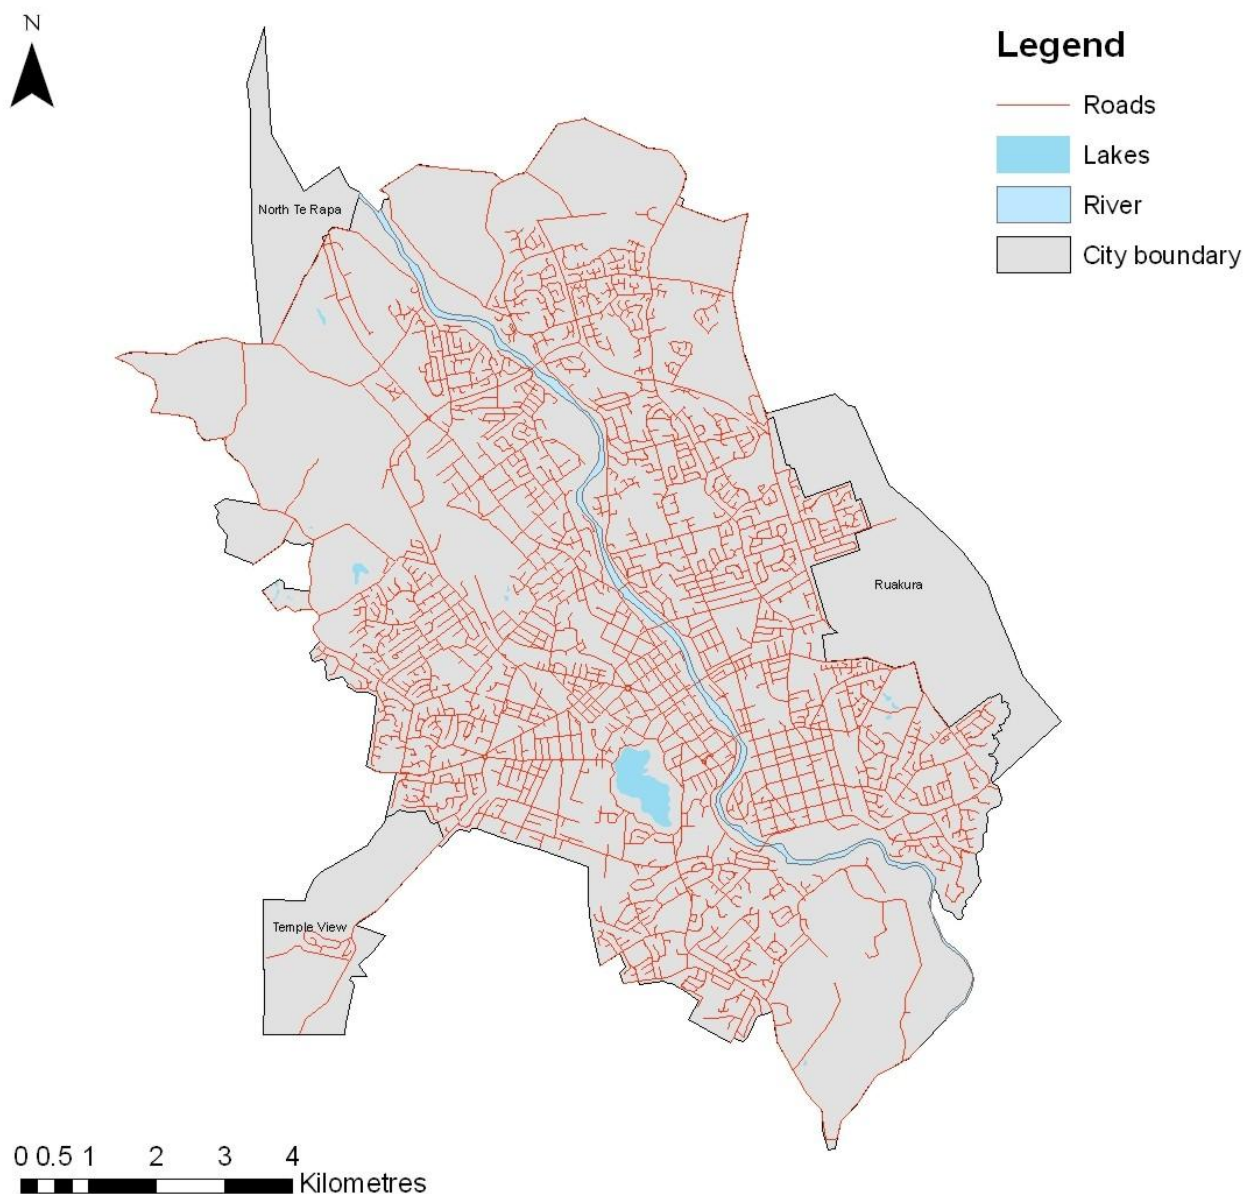 N
Legend
Roads
Lakes
River
City boundary
North Te Rapa
Ruakura
Temple View
0 0.5 1 2 3 4
Kilometres